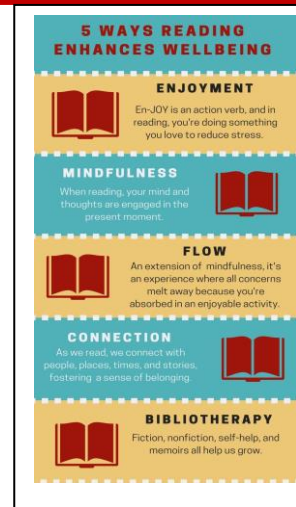 5 WAYS READING
ENHANCES WELLBEING
ENJOYMENT
En-JOY is an action verb, and in
reading, you're doing something
you love to reduce stress.
MINDFULNESS
When reading, your mind and
thoughts are engaged in the
present moment.
FLOW
An extension of mindfulness, it's
an experience where all concerns
melt away because you're
absorbed in an enjoyable activity.
CONNECTION
As we read, we connect with
people, places, times, and stories,
fostering a sense of belonging.
BIBLIOTHERAPY
Fiction, nonfiction, self-help, and
memoirs all help us grow.